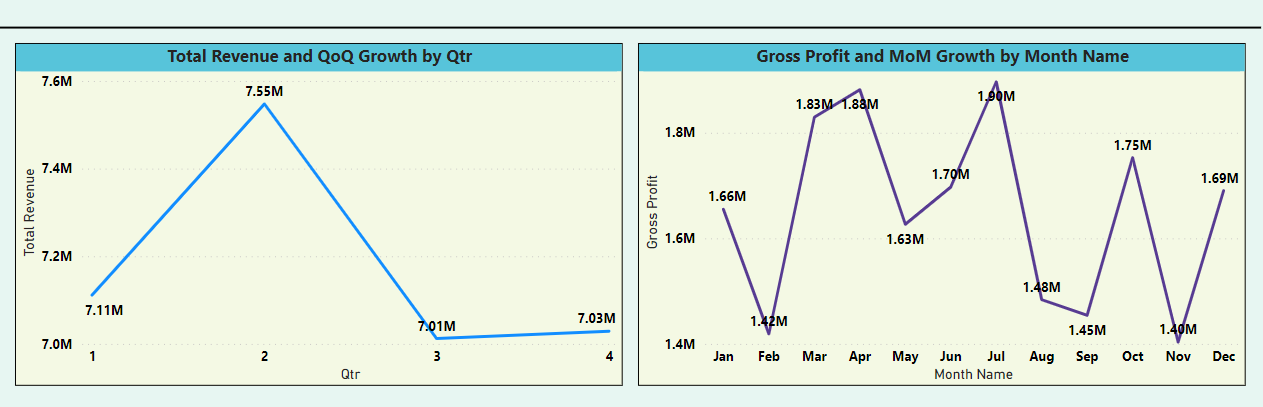 Total Revenue and QoQ Growth by Qtr
7.6M
7.4M
7.2M
7.0M
Total Revenue
7.11M
7.55M
7.01M
7.03M
1 2 3 4
Qtr
Gross Profit and MoM Growth by Month Name
1.8M
1.6M
1.4M
Gross Profit
1.66M
1.42M
1.83M
1.88M
1.63M
1.70M
1.90M
1.48M
1.45M
1.75M
1.40M
1.69M
Jan Feb Mar Apr May Jun Jul Aug Sep Oct Nov Dec
Month Name